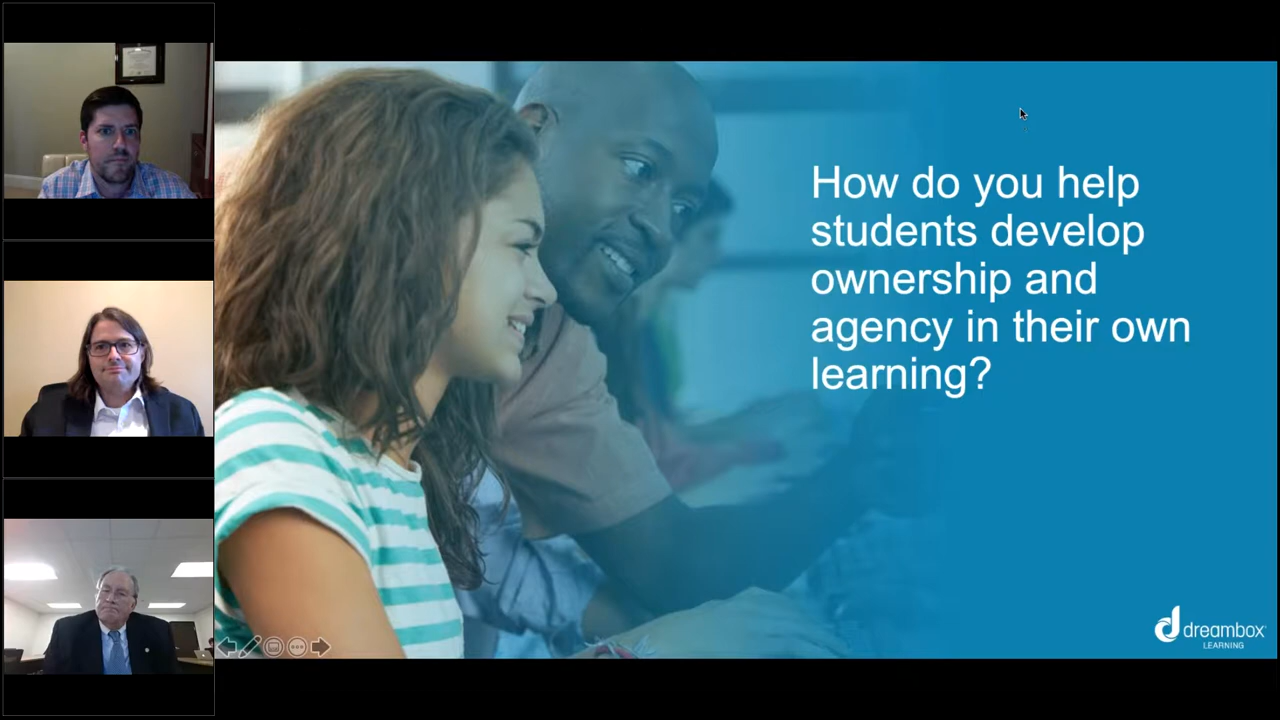 How do you help
students develop
ownership and
agency in their own
learning?
dreambox
LEARNING